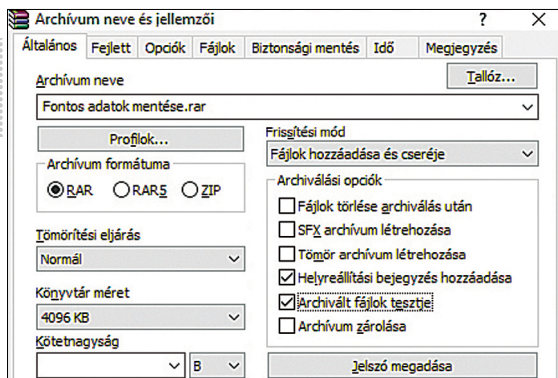 Archívum neve és jellemzői ?
Általános Fejlett Opciók Fájlok Biztonsági mentés Idő Megjegyzés
Archívum neve
Tallóz...
Fontos adatok mentése.rar
Profilok...
Archívum formátuma
RAR RAR5 ZIP
Tömörítési eljárás
Normál
Könyvtár méret
4096 KB
Kötetnagyság
B
Frissítési mód
Fájlok hozzáadása és cseréje
Archiválási opciók
Fájlok törlése archiválás után
SFX archívum létrehozása
Tömör archívum létrehozása
Helyreállítási bejegyzés hozzáadása
Archivált fájlok tesztje
Archívum zárolása
Jelszó megadása